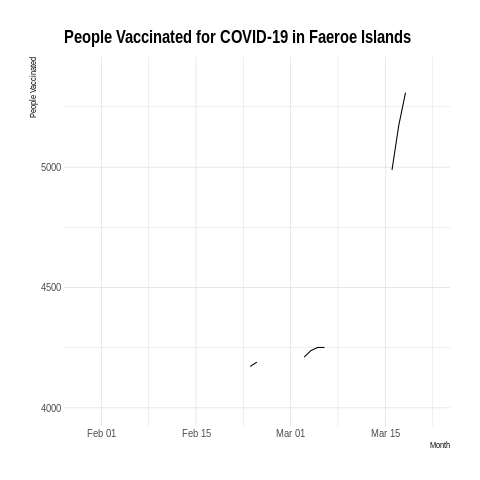 People Vaccinated for COVID-19 in Faeroe Islands
People Vaccinated
5000
4500
4000
Feb 01 Feb 15 Mar 01 Mar 15
Month